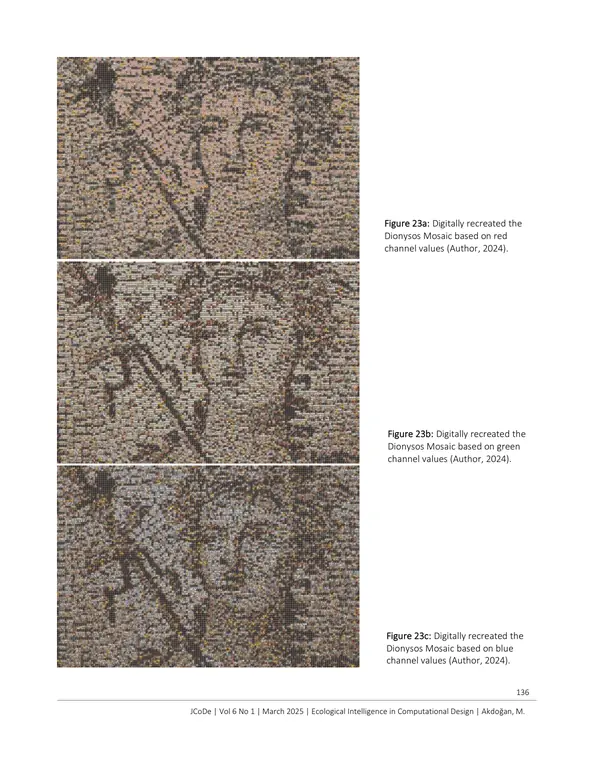 Figure 23a: Digitally recreated the
Dionysos Mosaic based on red
channel values (Author, 2024).
Figure 23b: Digitally recreated the
Dionysos Mosaic based on green
channel values (Author, 2024).
Figure 23c: Digitally recreated the
Dionysos Mosaic based on blue
channel values (Author, 2024).
136
JCoDe | Vol 6 No 1 | March 2025 | Ecological Intelligence in Computational Design | Akdoğan, M.